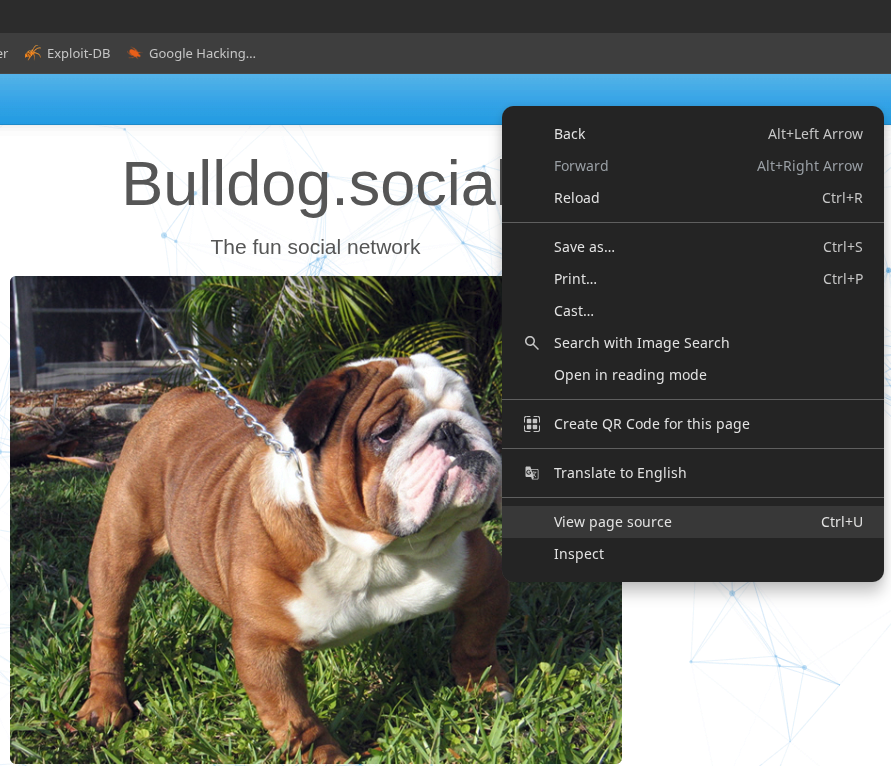 er Exploit-DB Google Hacking…
Bulldog.social
The fun social network
Back Alt+Left Arrow
Forward Alt+Right Arrow
Reload Ctrl+R
Save as… Ctrl+S
Print… Ctrl+P
Cast…
Search with Image Search
Open in reading mode
Create QR Code for this page
Translate to English
View page source Ctrl+U
Inspect